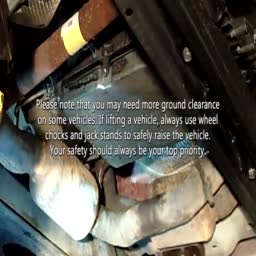 Please note that you may need more ground clearance
on some vehicles. If lifting a vehicle, always use wheel
chocks and jack stands to safely raise the vehicle.
Your safety should always be your top priority.